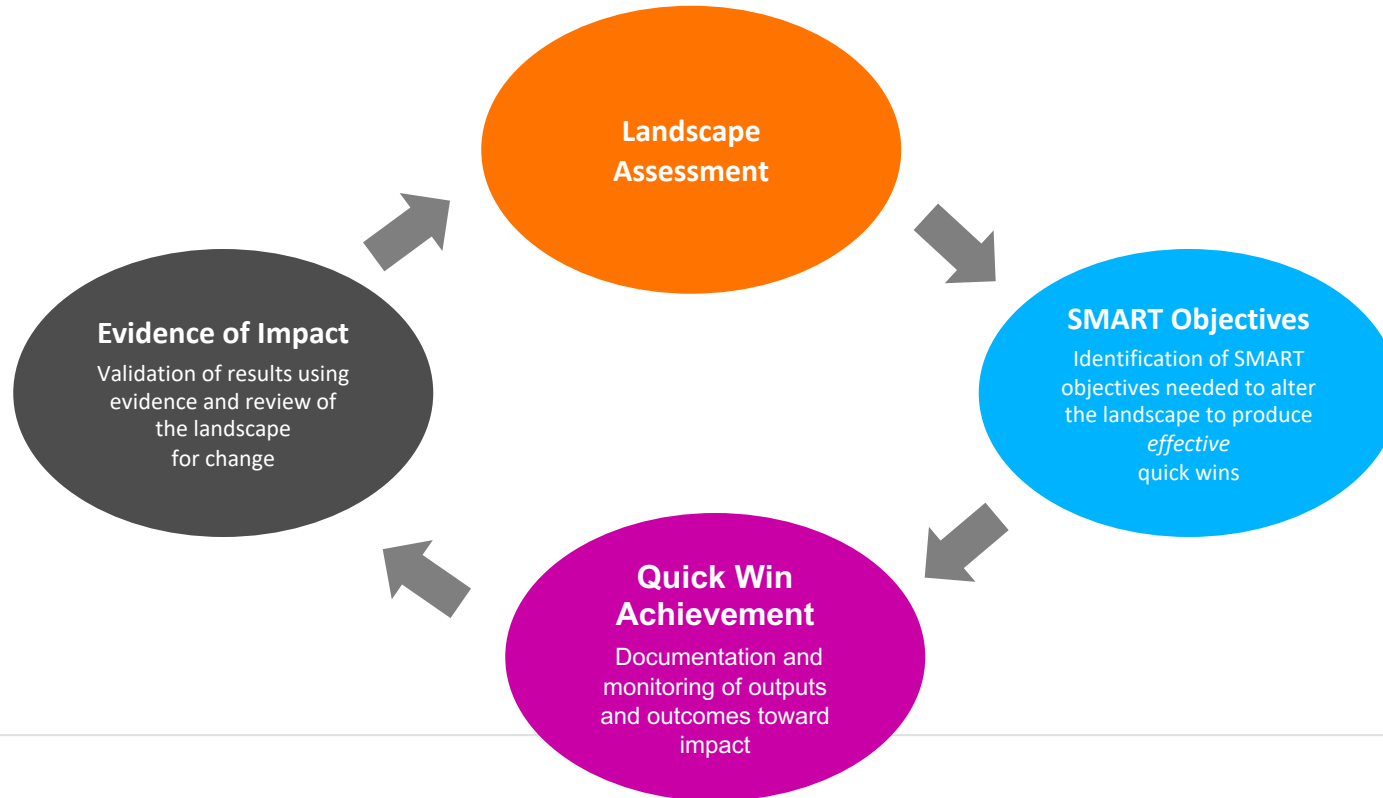 Landscape
Assessment
SMART Objectives
Identification of SMART
objectives needed to alter
the landscape to produce
effective
quick wins
Quick Win
Achievement
Documentation and
monitoring of outputs
and outcomes toward
impact
Evidence of Impact
Validation of results using
evidence and review of
the landscape
for change